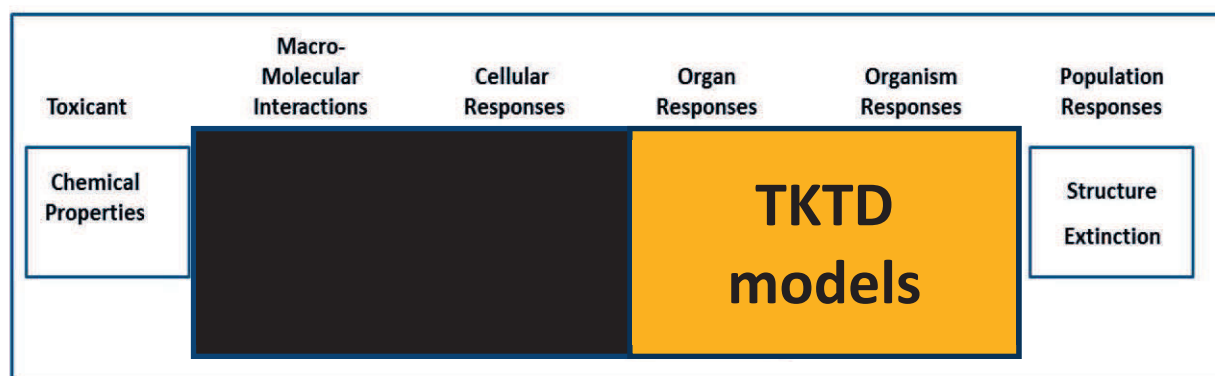 Toxicant
Macro-
Molecular
Interactions
Cellular
Responses
Organ
Responses
Organism
Responses
Population
Responses
Chemical
Properties
TKTD
models
Structure
Extinction